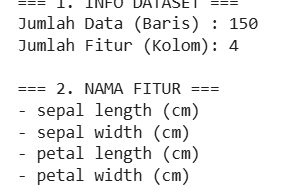 === 1. INFO DATASET ===
Jumlah Data (Baris) : 150
Jumlah Fitur (Kolom): 4

=== 2. NAMA FITUR ===
- sepal length (cm)
- sepal width (cm)
- petal length (cm)
- petal width (cm)